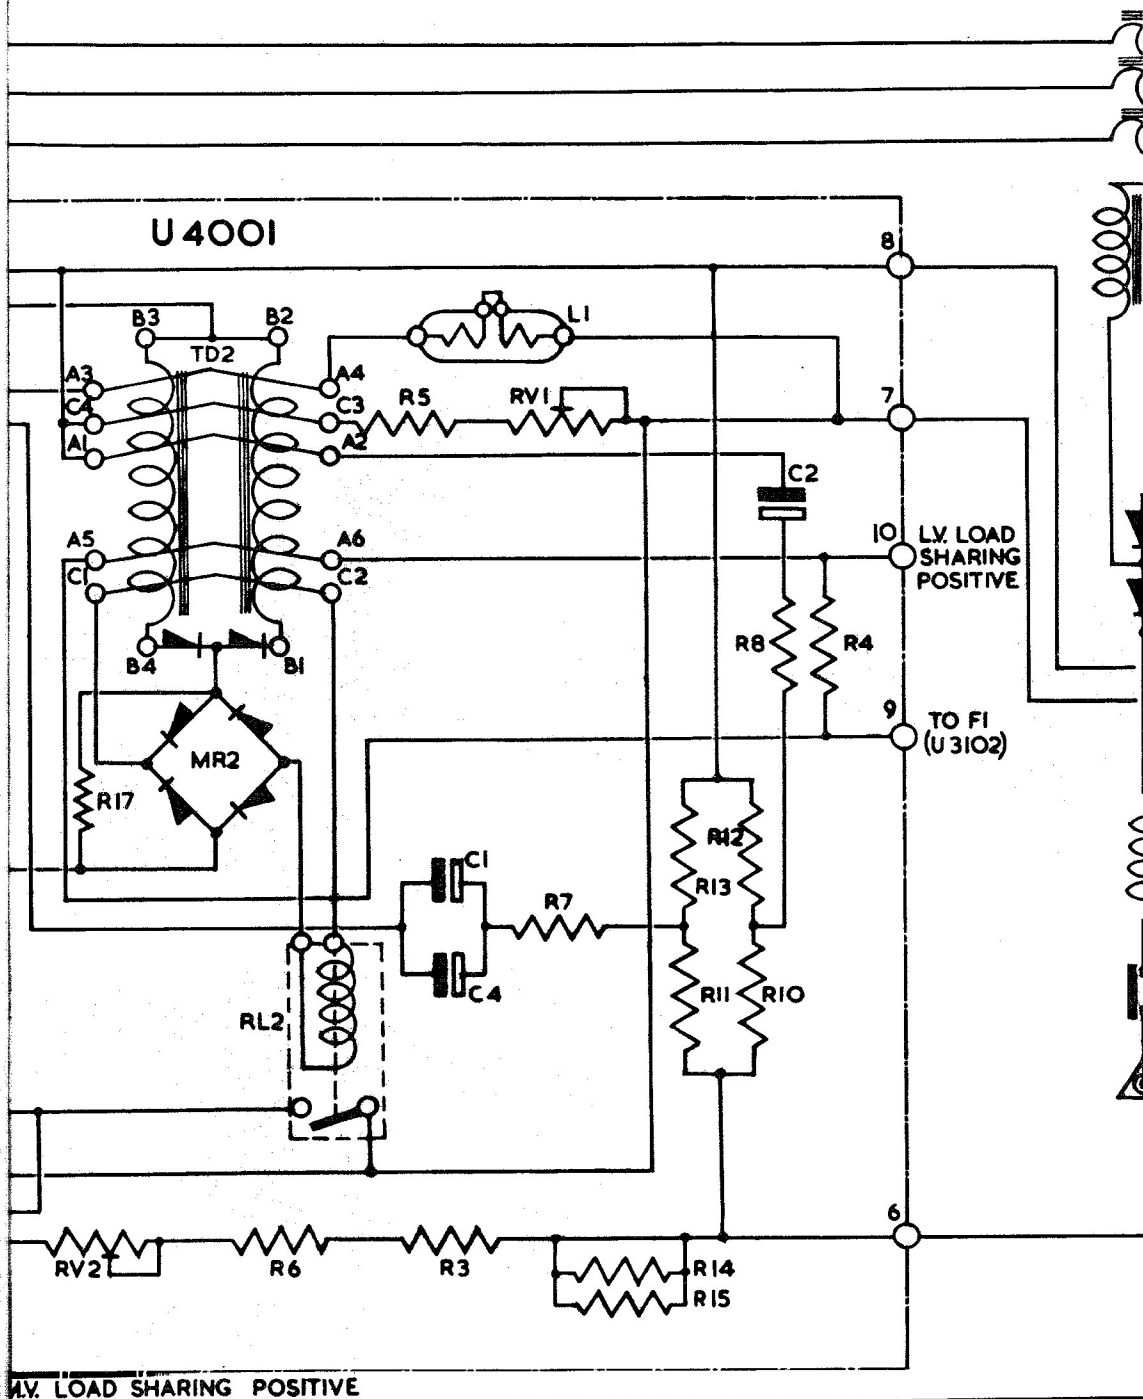 U4001
8
B3
B2
L1
TD2
A3
A4
C4
C3
R5
RV1
7
A1
A2
C2
10
L.V. LOAD
SHARING
POSITIVE
A5
A6
C1
C2
R8
R4
B4
B1
9
TO F1
(U3102)
MR2
R17
R12
C1
R13
R7
C4
R11
R10
RL2
6
RV2
R6
R3
R14
R15
LOAD SHARING POSITIVE